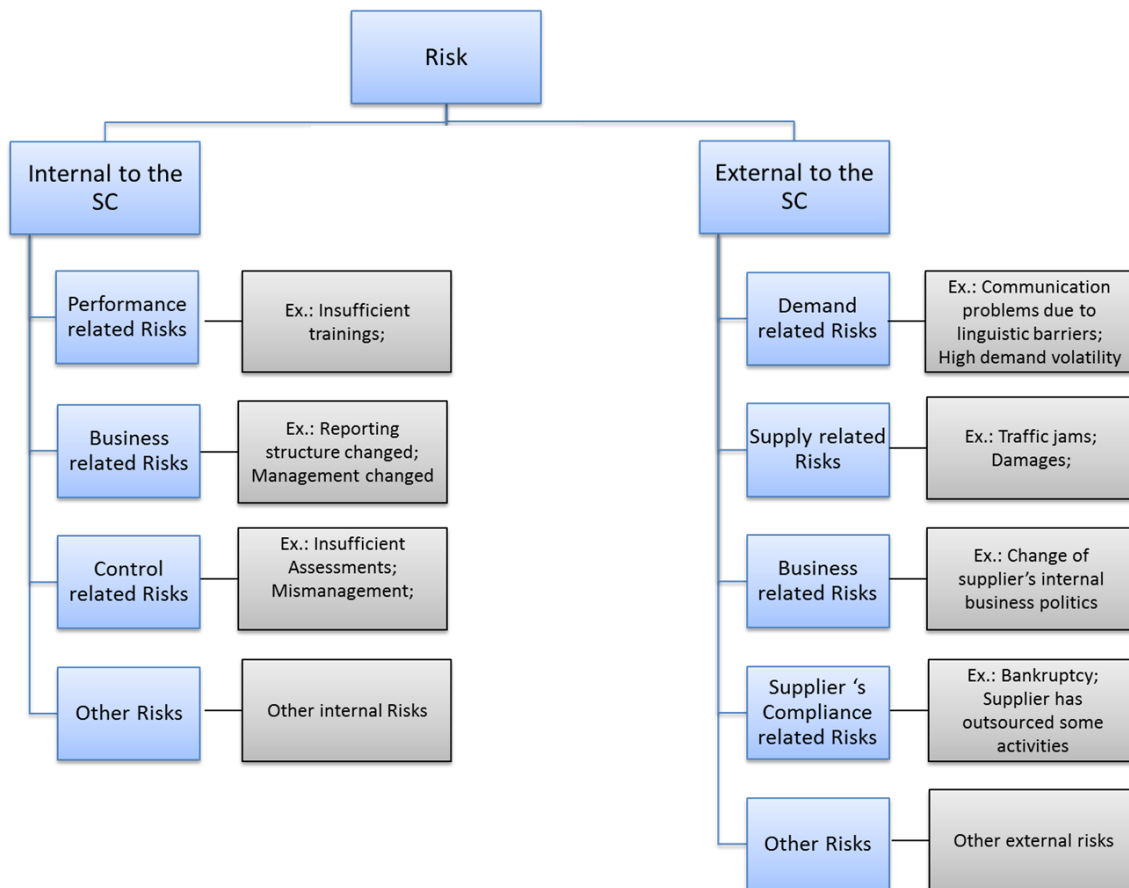 Risk
Internal to the
SC
Performance
related Risks
Ex.: Insufficient
trainings;
Business
related Risks
Ex.: Reporting
structure changed;
Management changed
Control
related Risks
Ex.: Insufficient
Assessments;
Mismanagement;
Other Risks
Other internal Risks
External to the
SC
Demand
related Risks
Ex.: Communication
problems due to
linguistic barriers;
High demand volatility
Supply related
Risks
Ex.: Traffic jams;
Damages;
Business
related Risks
Ex.: Change of
supplier’s internal
business politics
Supplier ‘s
Compliance
related Risks
Ex.: Bankruptcy;
Supplier has
outsourced some
activities
Other Risks
Other external risks